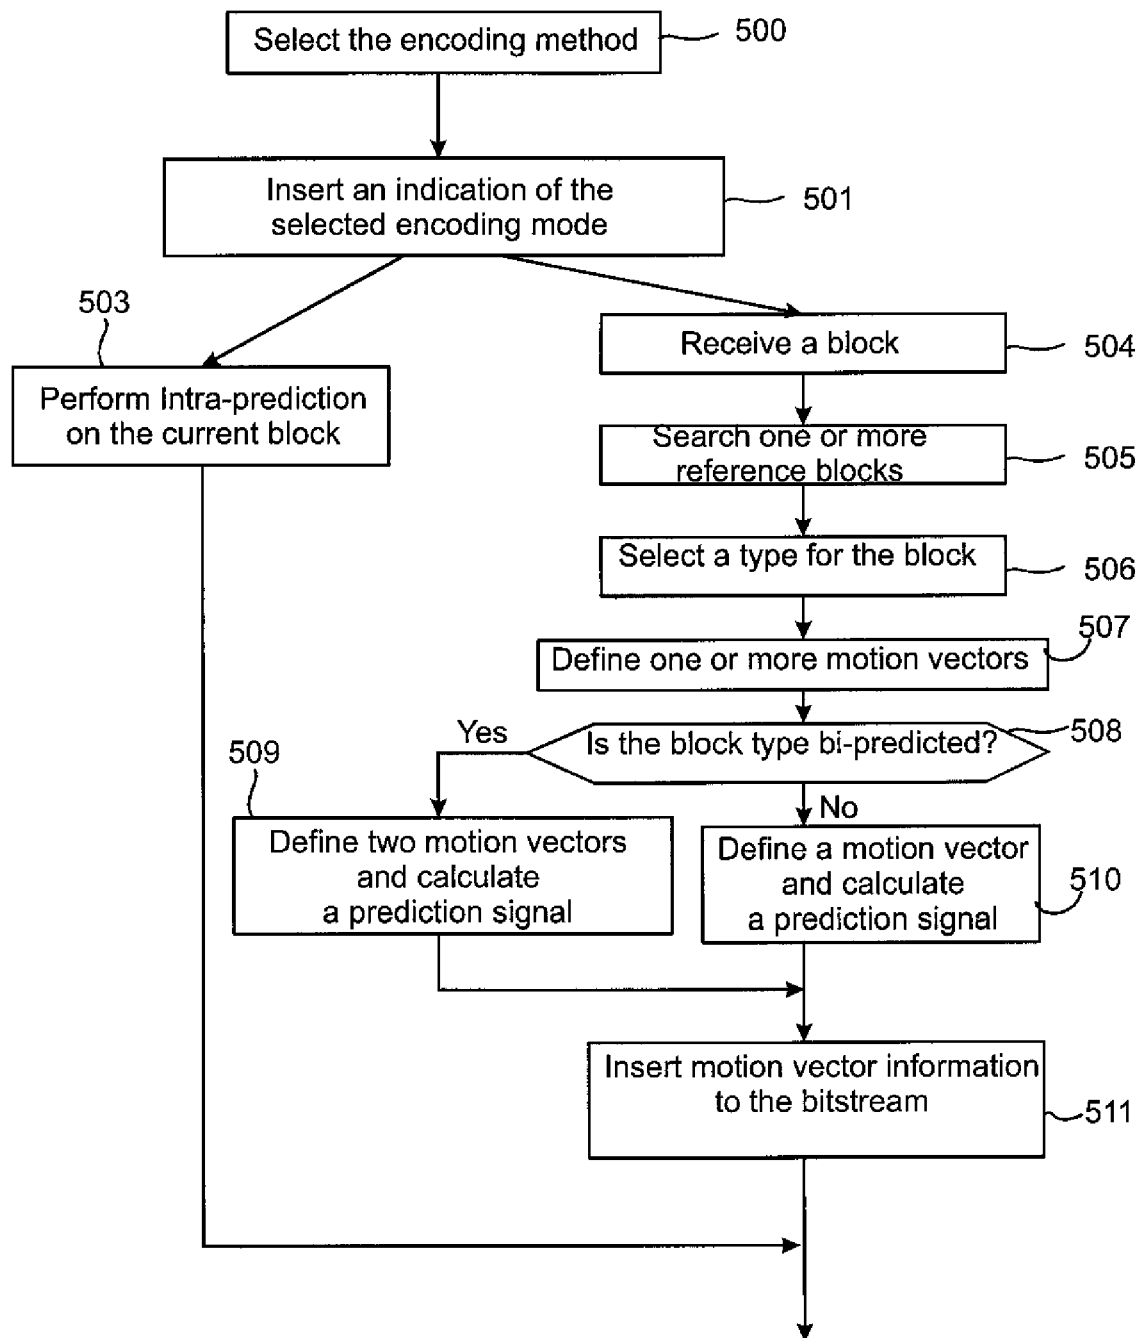 Select the encoding method
500
Insert an indication of the
selected encoding mode
501
503
Perform Intra-prediction
on the current block
Receive a block
504
Search one or more
reference blocks
505
Select a type for the block
506
507
Define one or more motion vectors
Yes
Is the block type bi-predicted?
508
509
No
Define two motion vectors
and calculate
a prediction signal
Define a motion vector
and calculate
a prediction signal
510
Insert motion vector information
to the bitstream
511